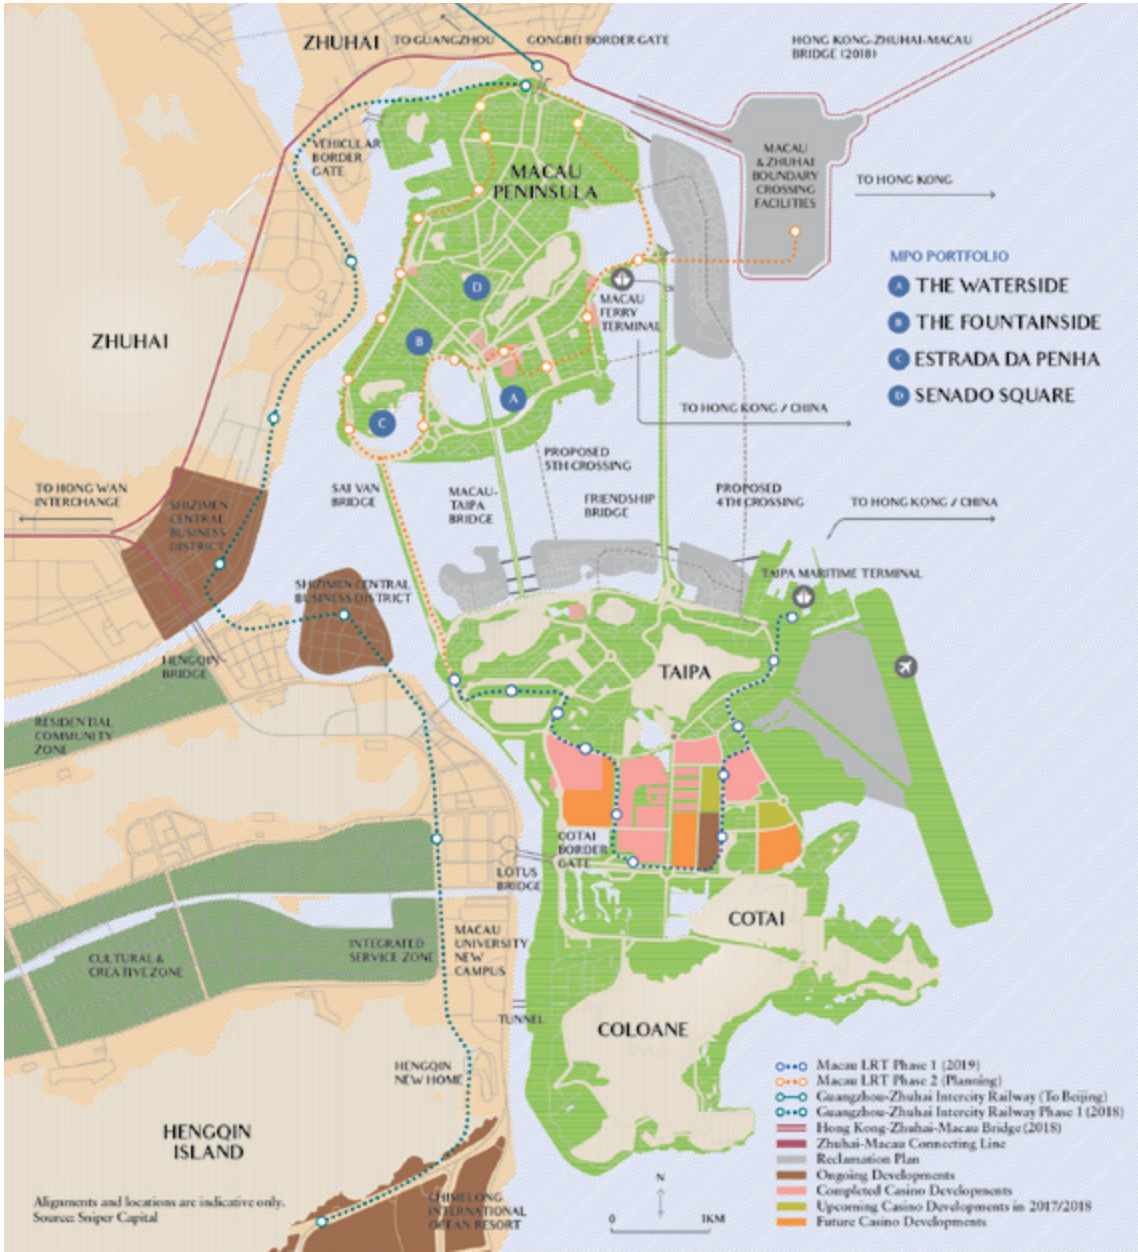 ZHUHAI
TO GUANGZHOU
GONGBEI BORDER GATE
HONG KONG-ZHUHAI-MACAU
BRIDGE (2018)
VEHICULAR
BORDER
GATE
MACAU
PENINSULA
MACAU
& ZHUHAI
BOUNDARY
CROSSING
FACILITIES
TO HONG KONG
MPO PORTFOLIO
A THE WATERSIDE
B THE FOUNTAINSIDE
C ESTRADA DA PENHA
D SENADO SQUARE
D
B
A
C
MACAU
FERRY
TERMINAL
ZHUHAI
TO HONG KONG / CHINA
PROPOSED
5TH CROSSING
TO HONG WAN
INTERCHANGE
SAI VAN
BRIDGE
MACAU-
TAIPA
BRIDGE
FRIENDSHIP
BRIDGE
PROPOSED
4TH CROSSING
TO HONG KONG / CHINA
SHIZIMEN
CENTRAL
BUSINESS
DISTRICT
SHIZIMEN CENTRAL
BUSINESS DISTRICT
TAIPA MARITIME TERMINAL
HENGQIN
BRIDGE
TAIPA
RESIDENTIAL
COMMUNITY
ZONE
COTAI
BORDER
GATE
LOTUS
BRIDGE
COTAI
CULTURAL &
CREATIVE ZONE
INTEGRATED
SERVICE ZONE
MACAU
UNIVERSITY
NEW
CAMPUS
TUNNEL
COLOANE
HENGQIN
NEW HOME
HENGQIN
ISLAND
CHIMELONG
INTERNATIONAL
OCEAN RESORT
Alignments and locations are indicative only.
Source: Sniper Capital
N
0 1KM
Macau LRT Phase 1 (2019)
Macau LRT Phase 2 (Planning)
Guangzhou-Zhuhai Intercity Railway (To Beijing)
Guangzhou-Zhuhai Intercity Railway Phase 1 (2018)
Hong Kong-Zhuhai-Macau Bridge (2018)
Zhuhai-Macau Connecting Line
Reclamation Plan
Ongoing Developments
Completed Casino Developments
Upcoming Casino Developments in 2017/2018
Future Casino Developments